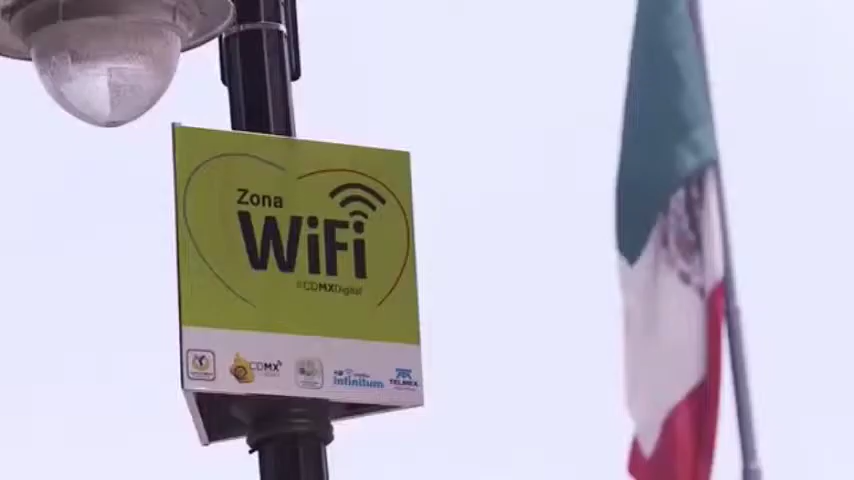 Zona
WiFi
#CDMXDigital
CDMX
infinitum
TELMEX